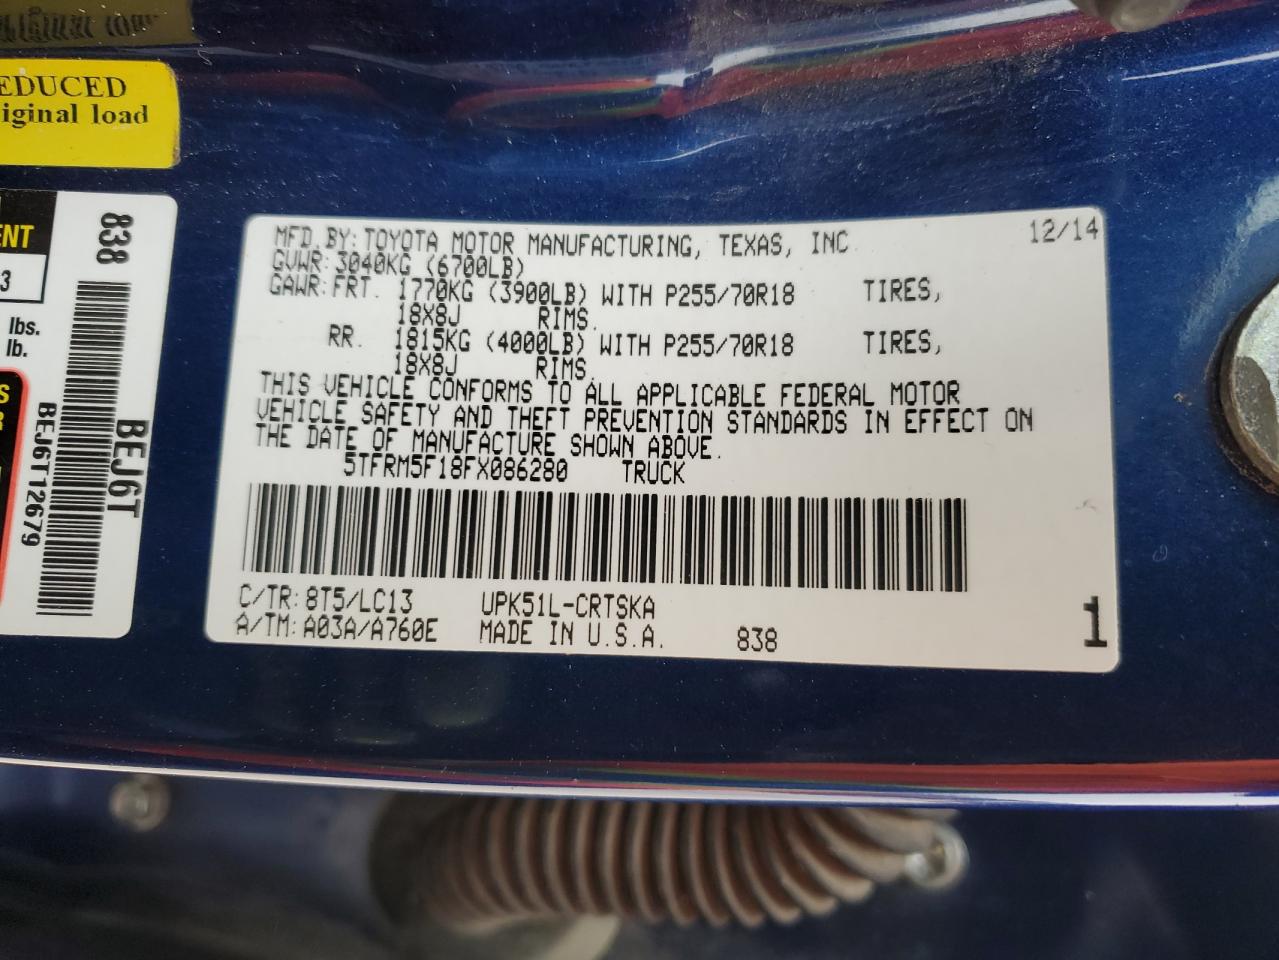 EDUCED
iginal load
838
ENT
3
lbs.
lb.
S
R
BEJ6T
BEJ6T12679
MFD. BY: TOYOTA MOTOR MANUFACTURING, TEXAS, INC 12/14
GVWR: 3040KG (6700LB)
GAWR: FRT. 1770KG (3900LB) WITH P255/70R18 TIRES,
18X8J RIMS.
RR. 1815KG (4000LB) WITH P255/70R18 TIRES,
18X8J RIMS.
THIS VEHICLE CONFORMS TO ALL APPLICABLE FEDERAL MOTOR
VEHICLE SAFETY AND THEFT PREVENTION STANDARDS IN EFFECT ON
THE DATE OF MANUFACTURE SHOWN ABOVE.
5TFRM5F18FX086280 TRUCK
C/TR: 8T5/LC13 UPK51L-CRTSKA
A/TM: A03A/A760E MADE IN U.S.A. 838
1